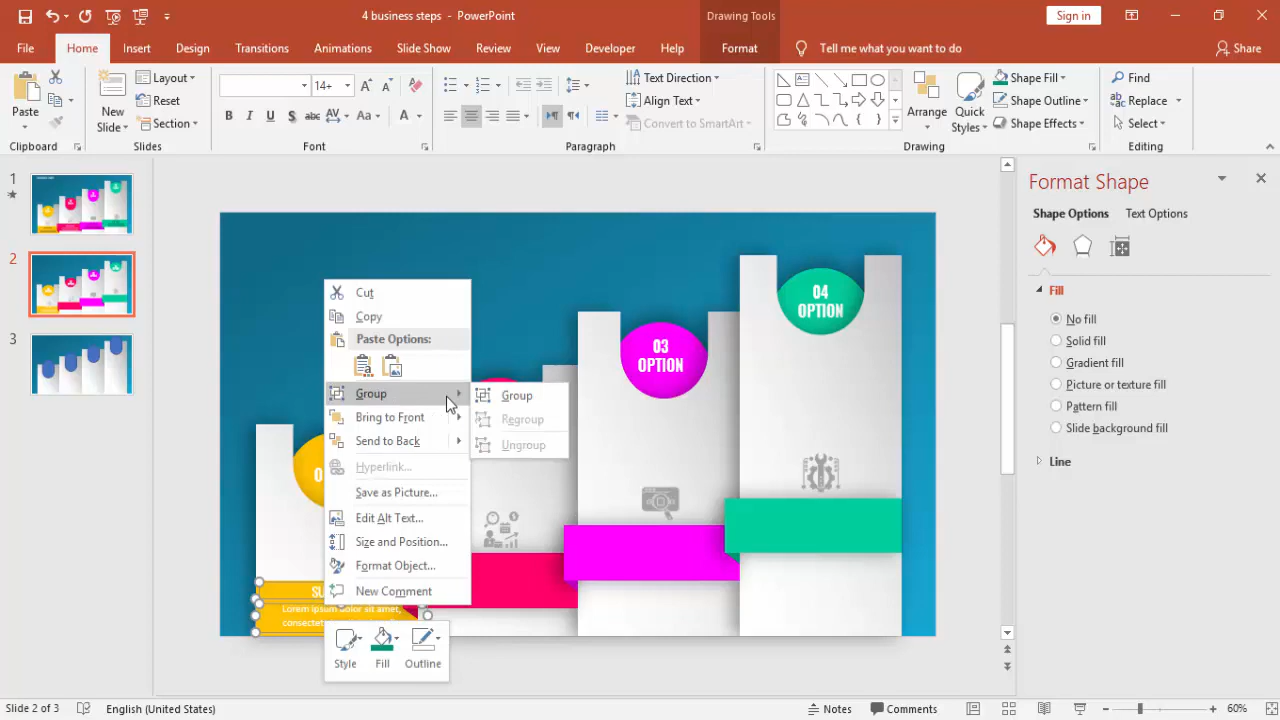 4 business steps - PowerPoint
Drawing Tools
Sign in
File
Home
Insert
Design
Transitions
Animations
Slide Show
Review
View
Developer
Help
Format
Tell me what you want to do
Share
Paste
Clipboard
New
Slide
Layout
Reset
Section
Slides
14+
Font
Text Direction
Align Text
Convert to SmartArt
Paragraph
Arrange
Quick
Styles
Shape Fill
Shape Outline
Shape Effects
Drawing
Find
Replace
Select
Editing
1
2
3
Cut
Copy
Paste Options:
Group
Bring to Front
Send to Back
Hyperlink...
Save as Picture...
Edit Alt Text...
Size and Position...
Format Object...
New Comment
Group
Regroup
Ungroup
Style
Fill
Outline
03
OPTION
04
OPTION
Lorem ipsum dolor sit amet,
Format Shape
Shape Options
Text Options
Fill
No fill
Solid fill
Gradient fill
Picture or texture fill
Pattern fill
Slide background fill
Line
Slide 2 of 3
English (United States)
Notes
Comments
60%